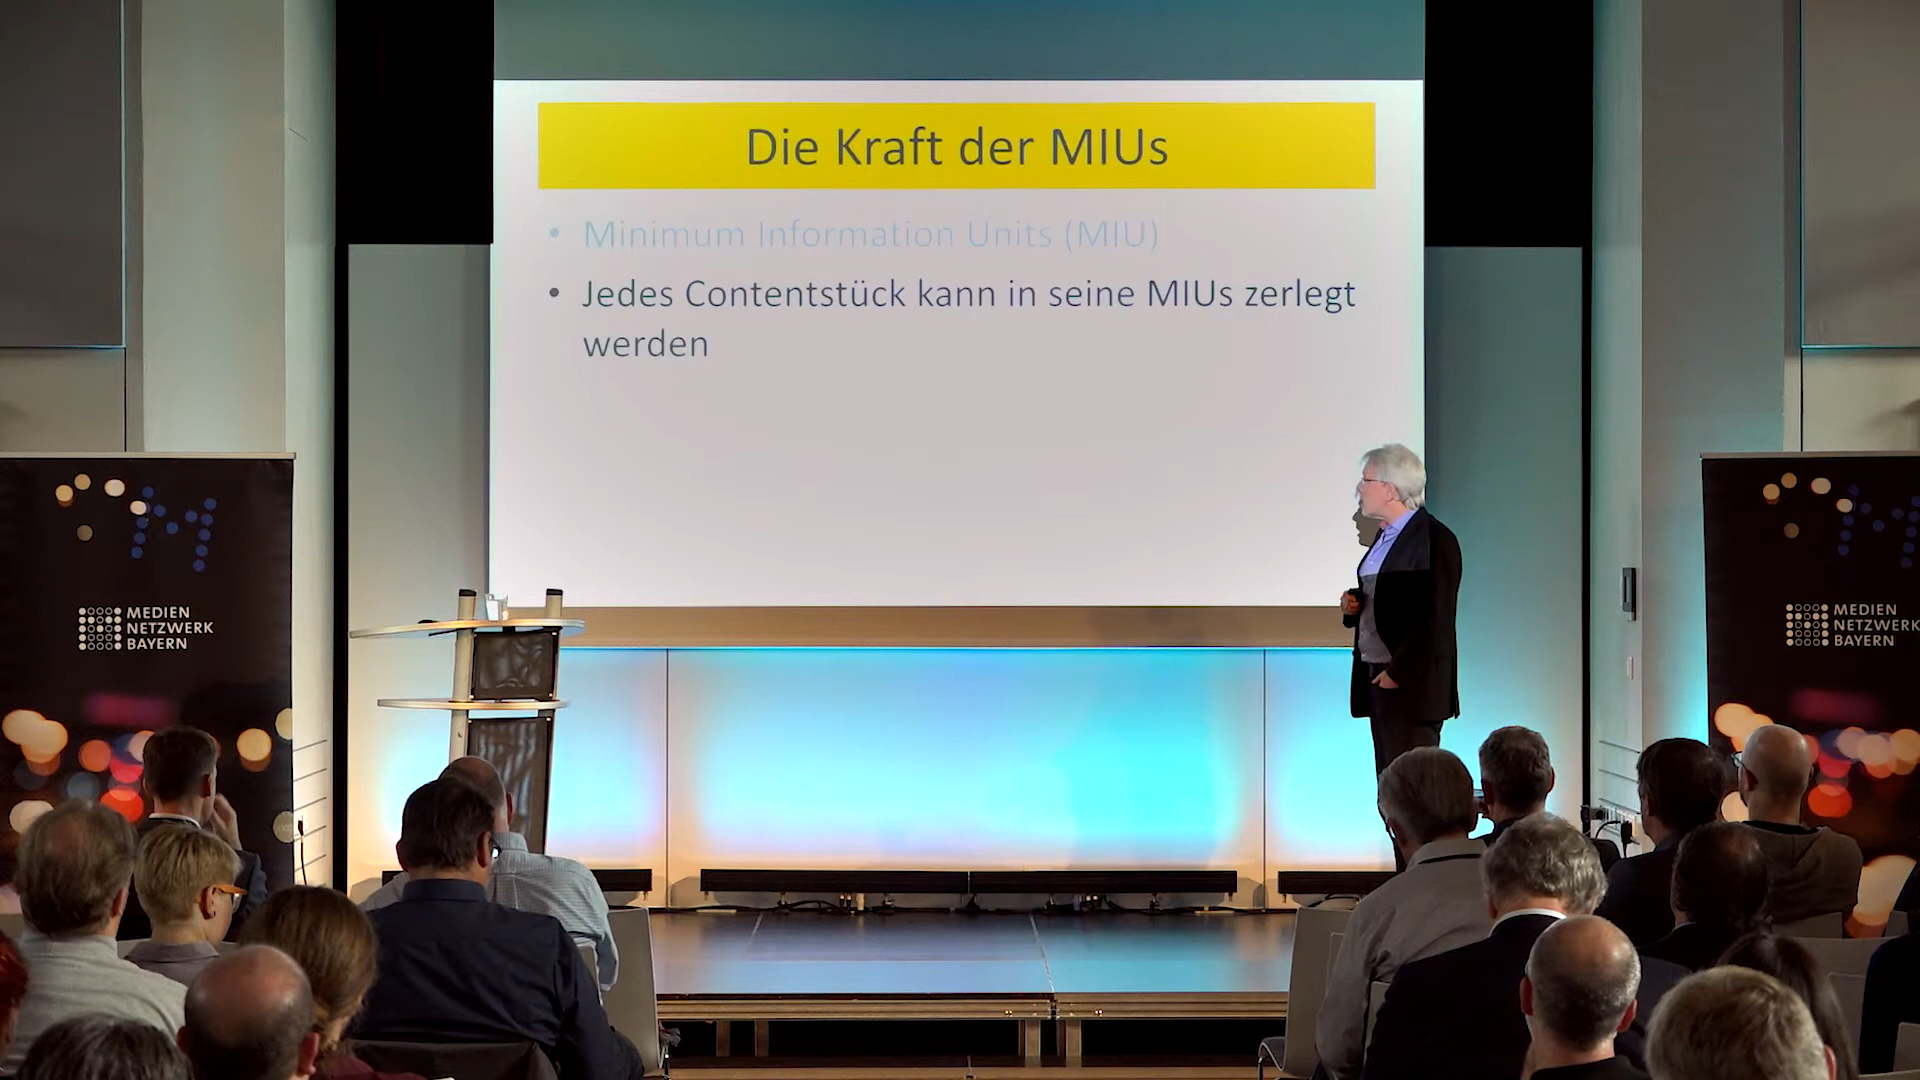 Die Kraft der MIUs
• Minimum Information Units (MIU)
• Jedes Contentstück kann in seine MIUs zerlegt
werden
MEDIEN
NETZWERK
BAYERN
MEDIEN
NETZWERK
BAYERN